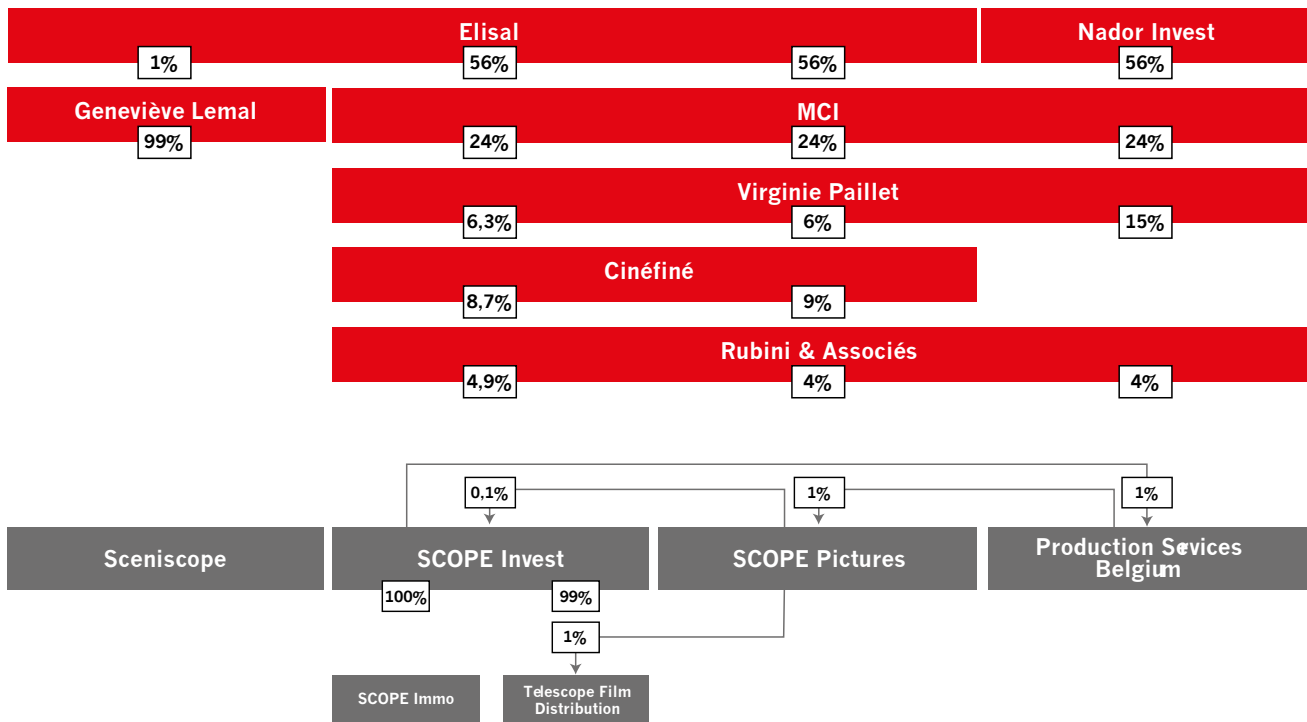 Elisal
Nador Invest
1%
56%
56%
56%
Geneviève Lemal
MCI
99%
24%
24%
24%
Virginie Paillet
6,3%
6%
15%
Cinéfiné
8,7%
9%
Rubini & Associés
4,9%
4%
4%
0,1%
1%
1%
Sceniscope
SCOPE Invest
SCOPE Pictures
Production Services
Belgium
100%
99%
1%
SCOPE Immo
Telescope Film
Distribution